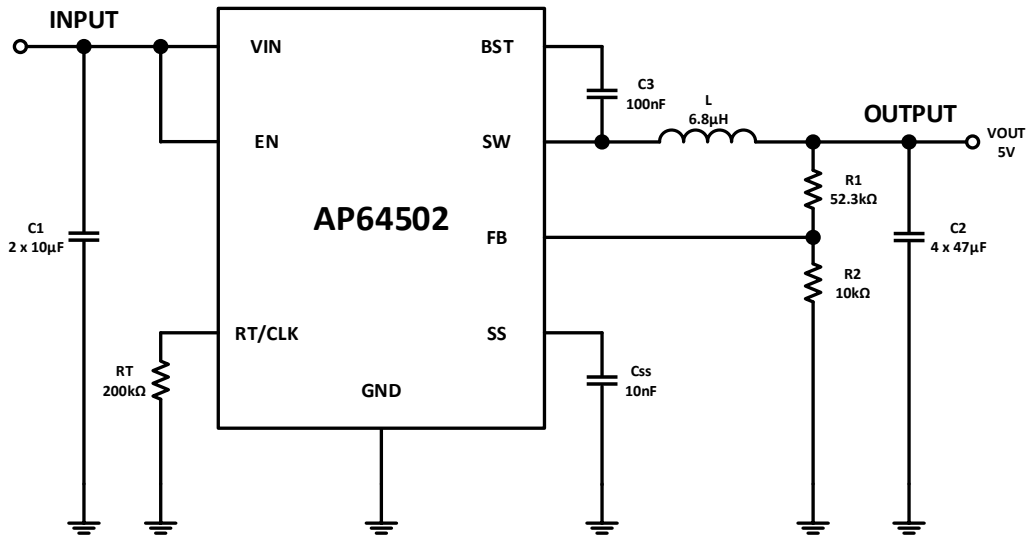 INPUT
VIN
BST
C3
100nF
L
6.8µH
OUTPUT
VOUT
5V
EN
SW
R1
52.3kΩ
AP64502
C1
2 x 10µF
FB
C2
4 x 47µF
R2
10kΩ
RT/CLK
SS
RT
200kΩ
GND
Css
10nF